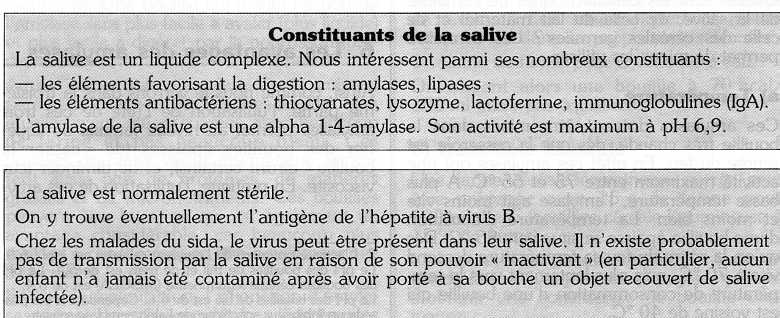 Constituants de la salive
La salive est un liquide complexe. Nous intéressent parmi ses nombreux constituants :
— les éléments favorisant la digestion : amylases, lipases ;
— les éléments antibactériens : thiocyanates, lysozyme, lactoferrine, immunoglobulines (IgA).
L'amylase de la salive est une alpha 1-4-amylase. Son activité est maximum à pH 6,9.
La salive est normalement stérile.
On y trouve éventuellement l'antigène de l'hépatite à virus B.
Chez les malades du sida, le virus peut être présent dans leur salive. Il n'existe probablement
pas de transmission par la salive en raison de son pouvoir « inactivant » (en particulier, aucun
enfant n'a jamais été contaminé après avoir porté à sa bouche un objet recouvert de salive
infectée).